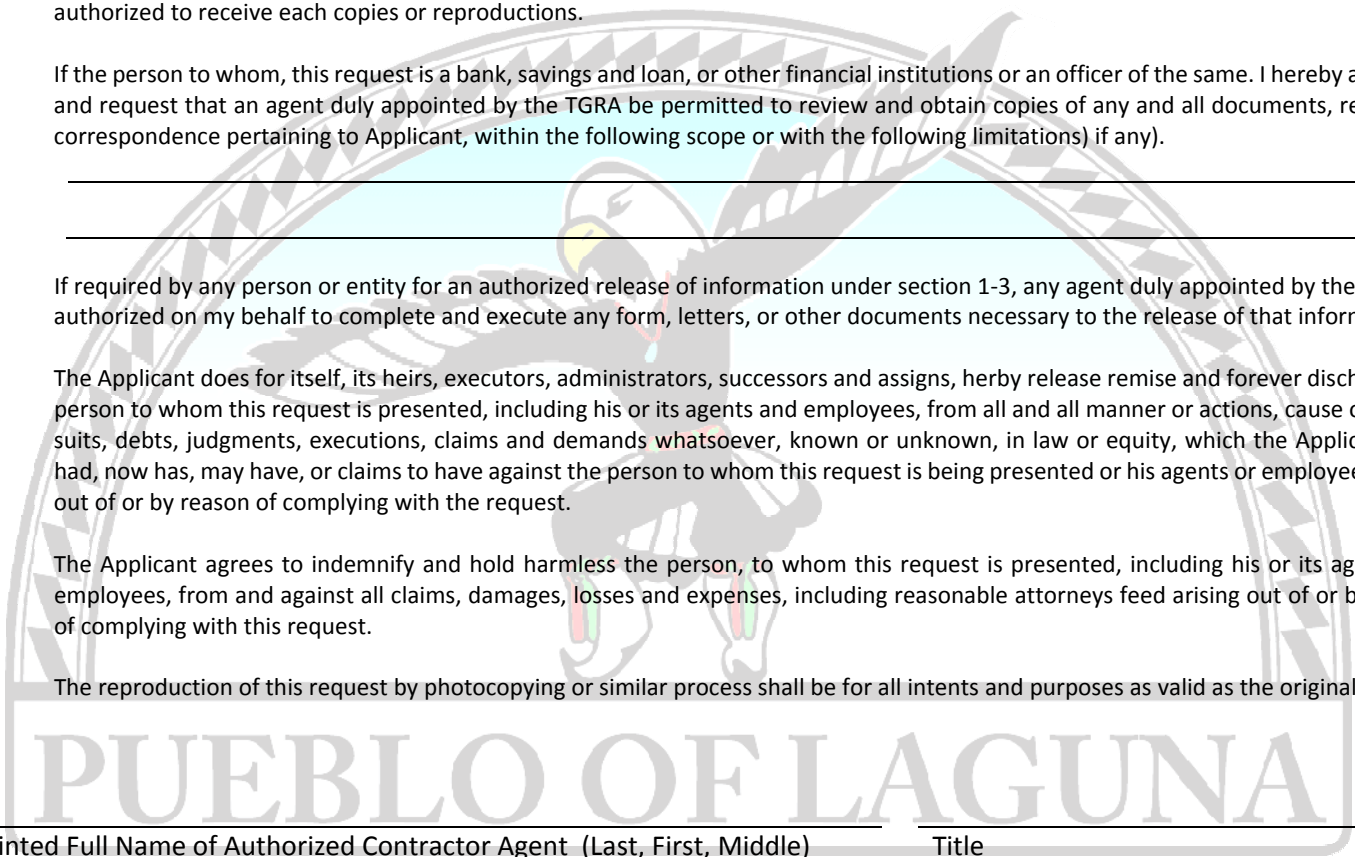 authorized to receive each copies or reproductions.
If the person to whom, this request is a bank, savings and loan, or other financial institutions or an officer of the same. I hereby
and request that an agent duly appointed by the TGRA be permitted to review and obtain copies of any and all documents,
correspondence pertaining to Applicant, within the following scope or with the following limitations) if any).
If required by any person or entity for an authorized release of information under section 1-3, any agent duly appointed by the
authorized on my behalf to complete and execute any form, letters, or other documents necessary to the release of that
The Applicant does for itself, its heirs, executors, administrators, successors and assigns, herby release remise and forever
person to whom this request is presented, including his or its agents and employees, from all and all manner or actions, cause
suits, debts, judgments, executions, claims and demands whatsoever, known or unknown, in law or equity, which the
had, now has, may have, or claims to have against the person to whom this request is being presented or his agents or
out of or by reason of complying with the request.
The Applicant agrees to indemnify and hold harmless the person, to whom this request is presented, including his or its
employees, from and against all claims, damages, losses and expenses, including reasonable attorneys feed arising out of or
of complying with this request.
The reproduction of this request by photocopying or similar process shall be for all intents and purposes as valid as the original
PUEBLO OF LAGUNA
Full Name of Authorized Contractor Agent (Last, First, Middle) Title